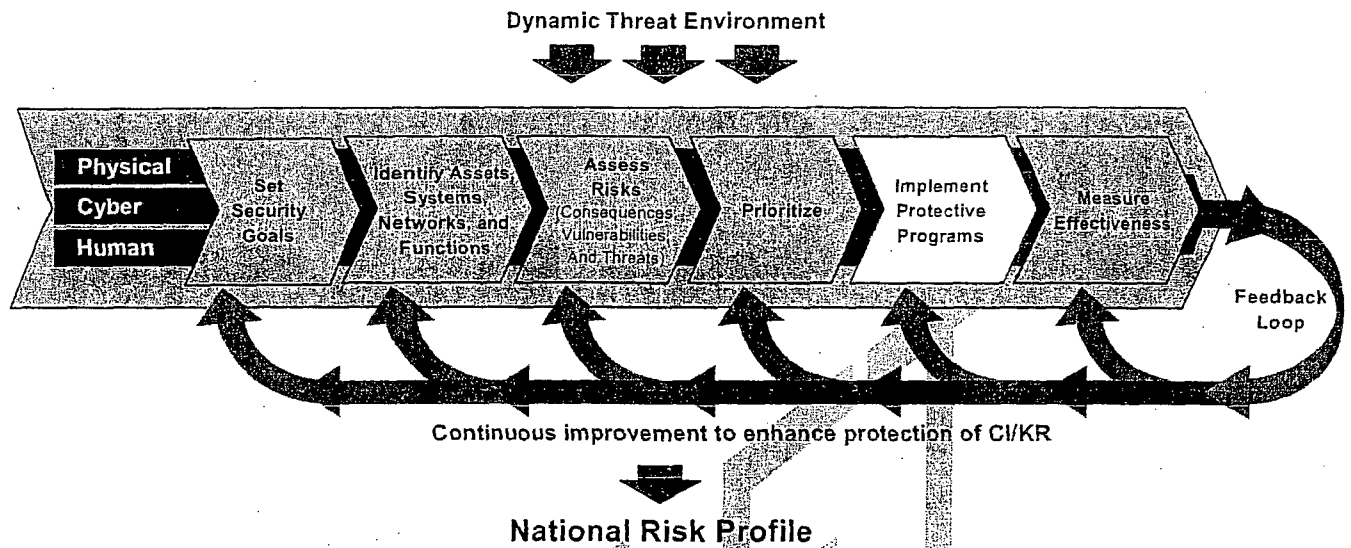 Dynamic Threat Environment
Physical
Cyber
Human
Set
Security
Goals
Identify Assets,
Systems,
Networks, and
Functions
Assess
Risks
(Consequences,
Vulnerabilities,
And Threats)
Prioritize
Implement
Protective
Programs
Measure
Effectiveness
Feedback
Loop
Continuous improvement to enhance protection of CI/KR
National Risk Profile